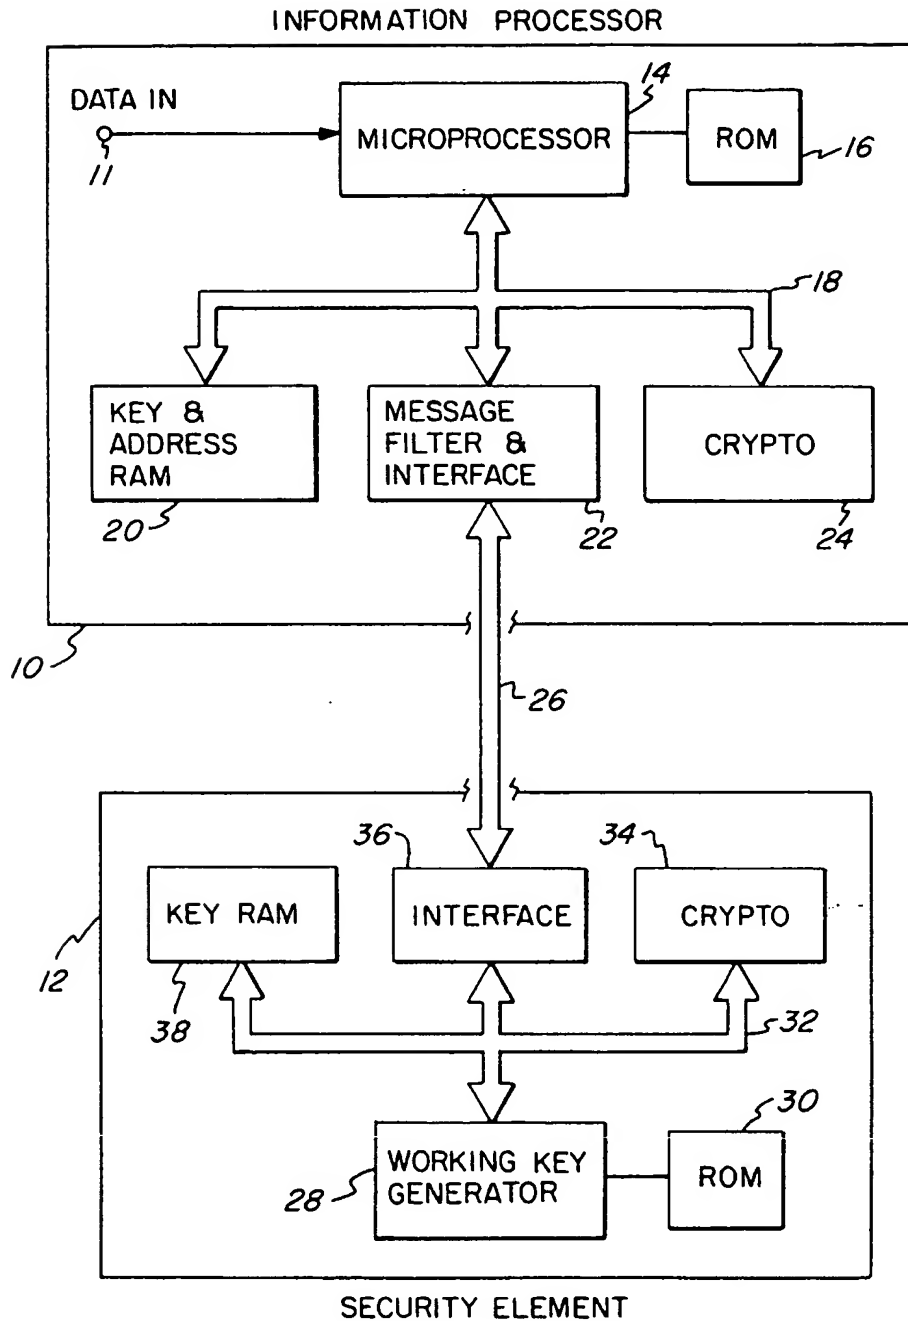 INFORMATION PROCESSOR
DATA IN
11
MICROPROCESSOR
14
ROM
16
18
KEY &
ADDRESS
RAM
20
MESSAGE
FILTER &
INTERFACE
22
CRYPTO
24
10
26
12
KEY RAM
38
36
INTERFACE
34
CRYPTO
32
28
WORKING KEY
GENERATOR
30
ROM
SECURITY ELEMENT